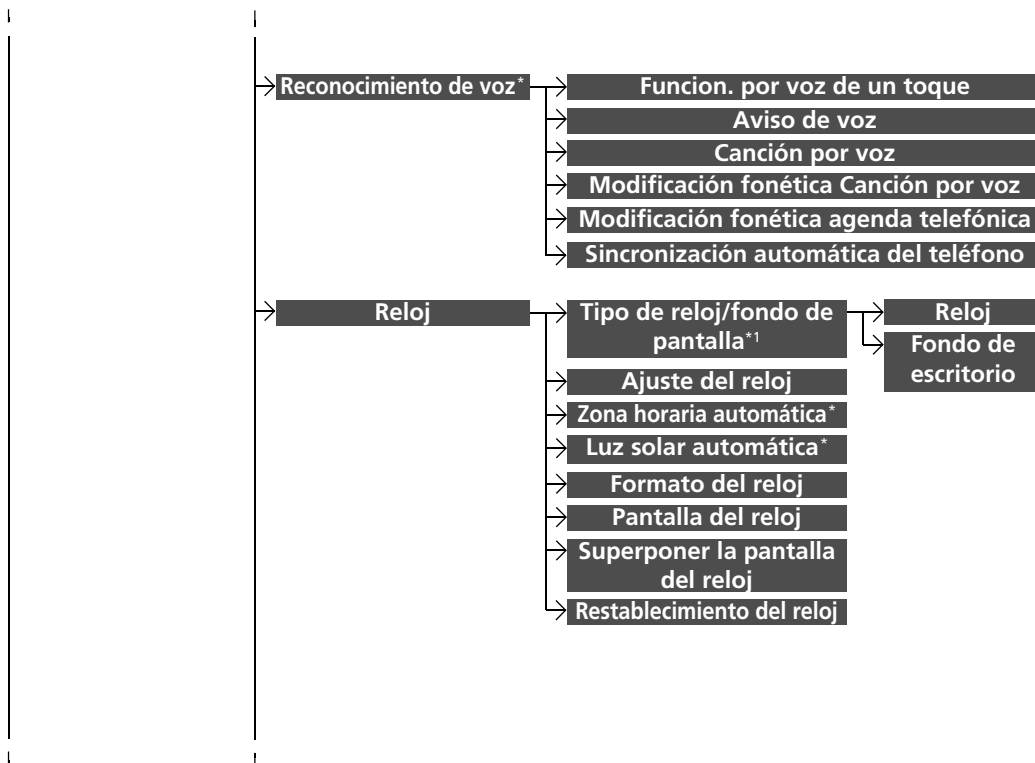 Reconocimiento de voz*
Funcion. por voz de un toque
Aviso de voz
Canción por voz
Modificación fonética Canción por voz
Modificación fonética agenda telefónica
Sincronización automática del teléfono
Reloj
Tipo de reloj/fondo de
pantalla*1
Reloj
Fondo de
escritorio
Ajuste del reloj
Zona horaria automática*
Luz solar automática*
Formato del reloj
Pantalla del reloj
Superponer la pantalla
del reloj
Restablecimiento del reloj